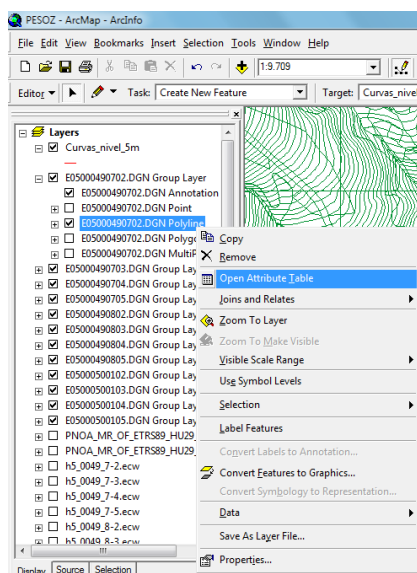 PESOZ - ArcMap - ArcInfo
File Edit View Bookmarks Insert Selection Tools Window Help
1:9.709
Editor Task: Create New Feature Target: Curvas_nive
Layers
Curvas_nivel_5m
E05000490702.DGN Group Layer
E05000490702.DGN Annotation
E05000490702.DGN Point
E05000490702.DGN Polyline
E05000490702.DGN Polygo
E05000490702.DGN MultiP
E05000490703.DGN Group Lay
E05000490704.DGN Group Lay
E05000490705.DGN Group Lay
E05000490802.DGN Group Lay
E05000490803.DGN Group Lay
E05000490804.DGN Group Lay
E05000490805.DGN Group Lay
E05000500102.DGN Group Lay
E05000500103.DGN Group Lay
E05000500104.DGN Group Lay
E05000500105.DGN Group Lay
PNOA_MR_OF_ETRS89_HU29_
PNOA_MR_OF_ETRS89_HU29_
h5_0049_7-2.ecw
h5_0049_7-3.ecw
h5_0049_7-4.ecw
h5_0049_7-5.ecw
h5_0049_8-2.ecw
h5_0049_8-3.ecw
Display Source Selection
Copy
Remove
Open Attribute Table
Joins and Relates
Zoom To Layer
Zoom To Make Visible
Visible Scale Range
Use Symbol Levels
Selection
Label Features
Convert Labels to Annotation...
Convert Features to Graphics...
Convert Symbology to Representation...
Data
Save As Layer File...
Properties...